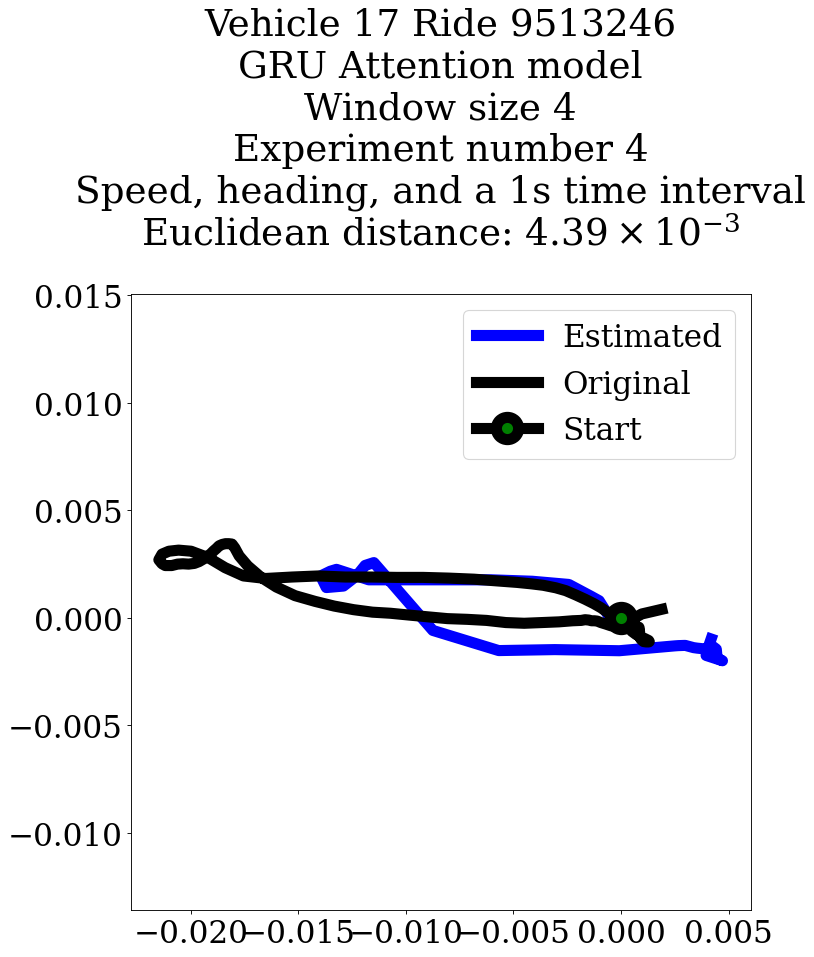 Vehicle 17 Ride 9513246
GRU Attention model
Window size 4
Experiment number 4
Speed, heading, and a 1s time interval
Euclidean distance: 4.39 × 10⁻³
0.015
0.010
0.005
0.000
−0.005
−0.010
Estimated
Original
Start
−0.020 −0.015 −0.010 −0.005 0.000 0.005